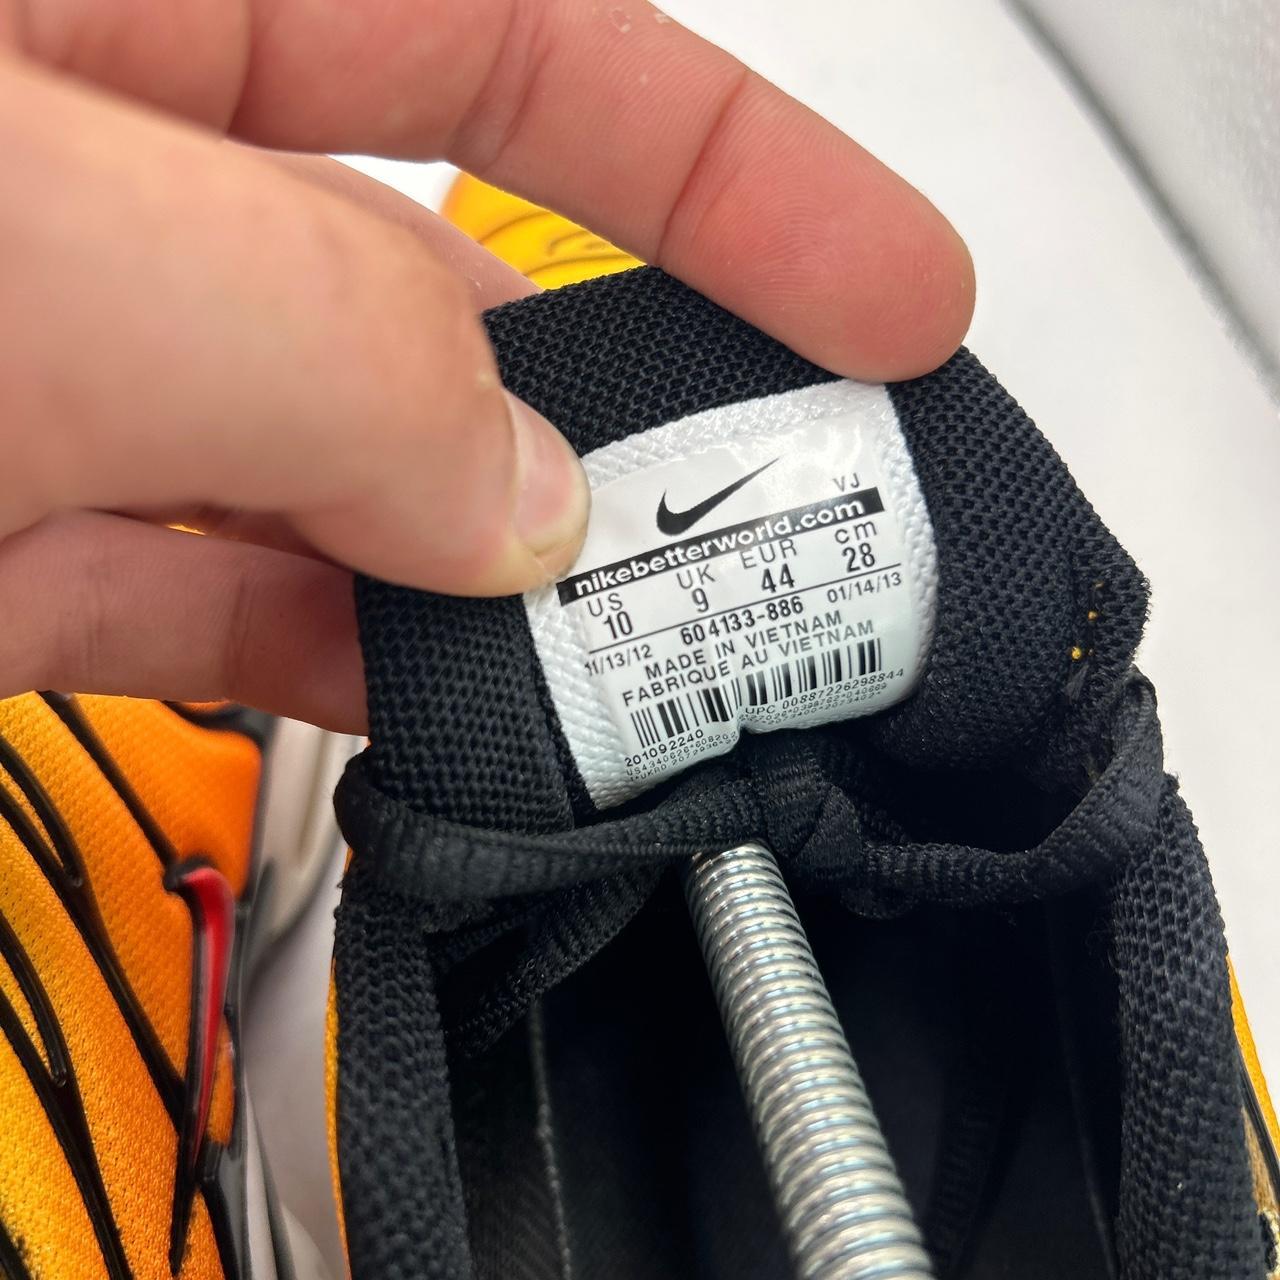 VJ
nikebetterworld.com
US UK EUR cm
10 9 44 28
604133-886
11/13/12 01/14/13
MADE IN VIETNAM
FABRIQUE AU VIETNAM
UPC 00887226298844
201092240